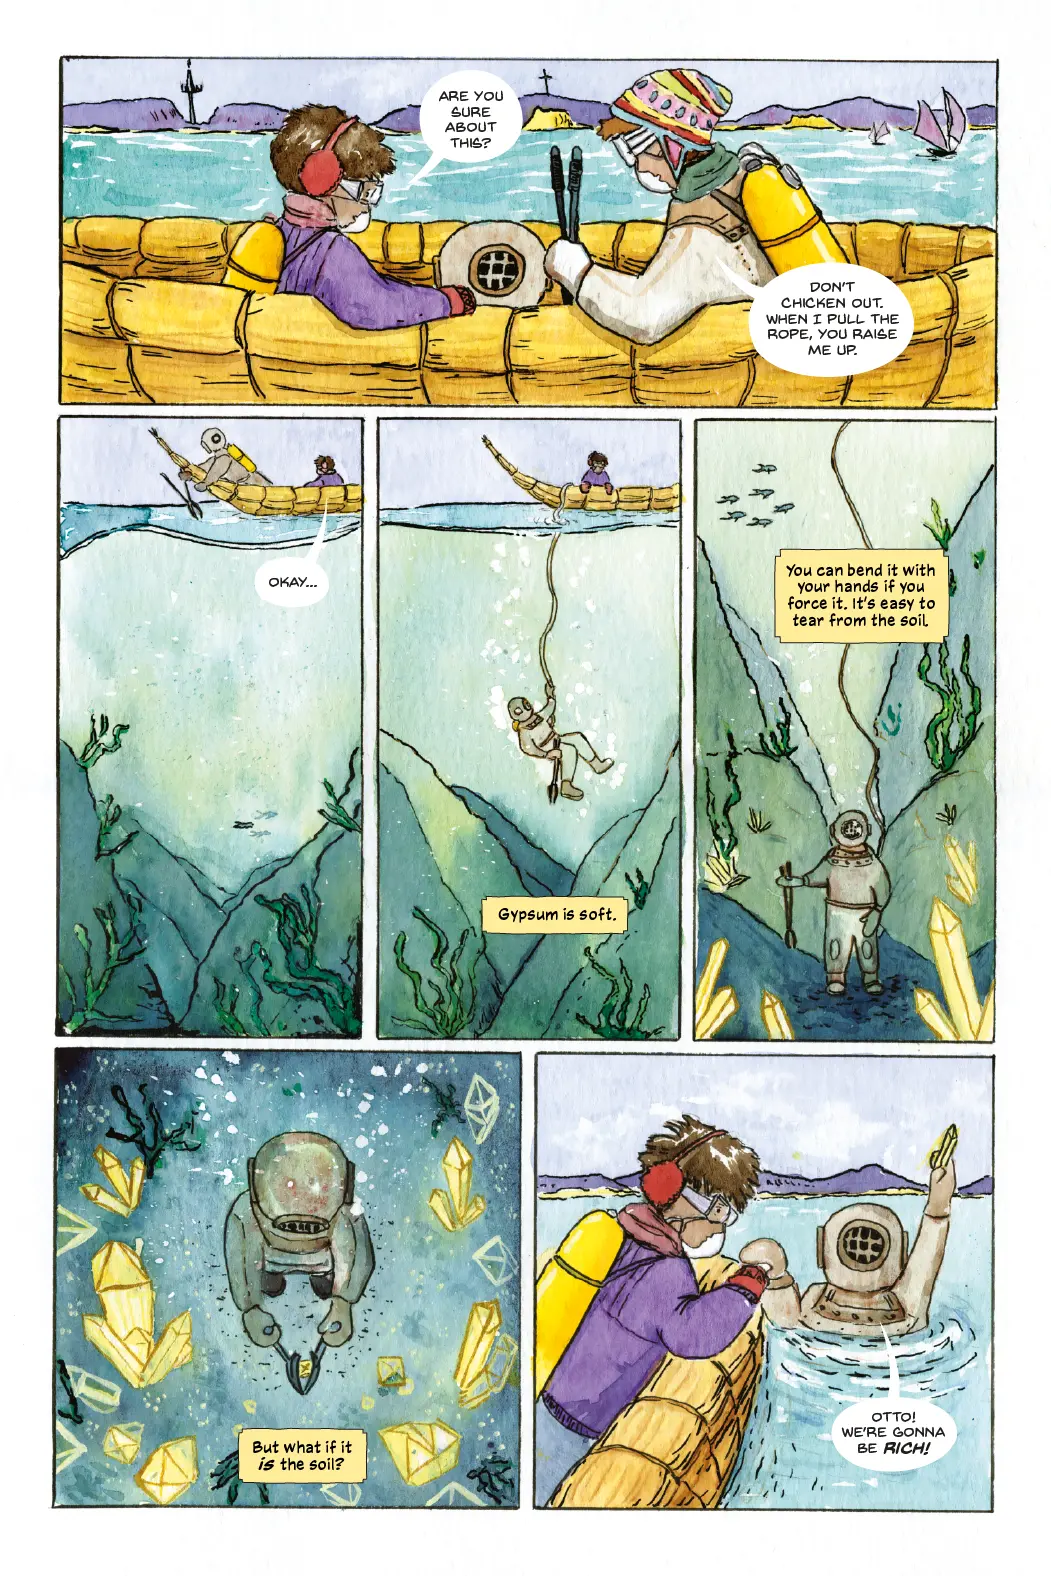 ARE YOU
SURE
ABOUT
THIS?
DON'T
CHICKEN OUT.
WHEN I PULL THE
ROPE, YOU RAISE
ME UP.
OKAY...
Gypsum is soft.
You can bend it with
your hands if you
force it. It's easy to
tear from the soil.
But what if it
is the soil?
OTTO!
WE'RE GONNA
BE RICH!